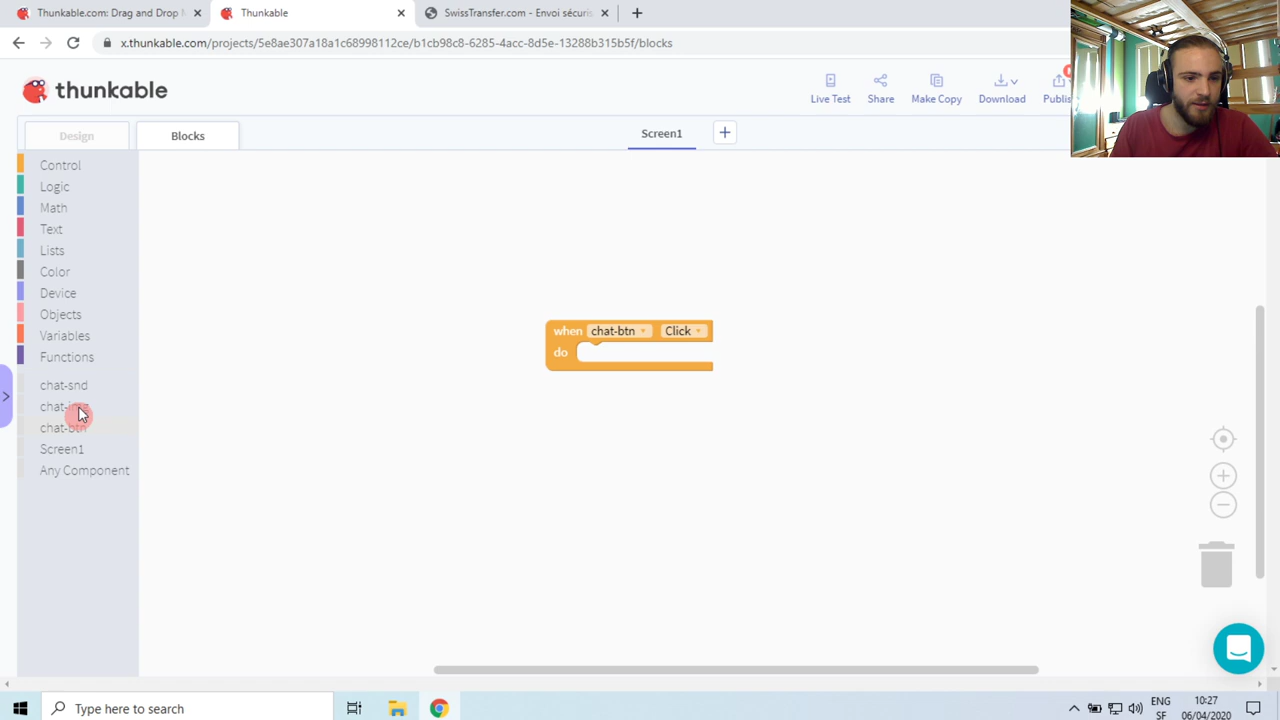 Thunkable.com: Drag and Drop
Thunkable
SwissTransfer.com - Envoi sécuris
x.thunkable.com/projects/5e8ae307a18a1c68998112ce/b1cb98c8-6285-4acc-8d5e-13288b315b5f/blocks
thunkable
Live Test
Share
Make Copy
Download
Publis
Design
Blocks
Screen1
Control
Logic
Math
Text
Lists
Color
Device
Objects
Variables
Functions
chat-snd
chat-btn
Screen1
Any Component
when chat-btn Click
do
Type here to search
ENG
SF
10:27
06/04/2020